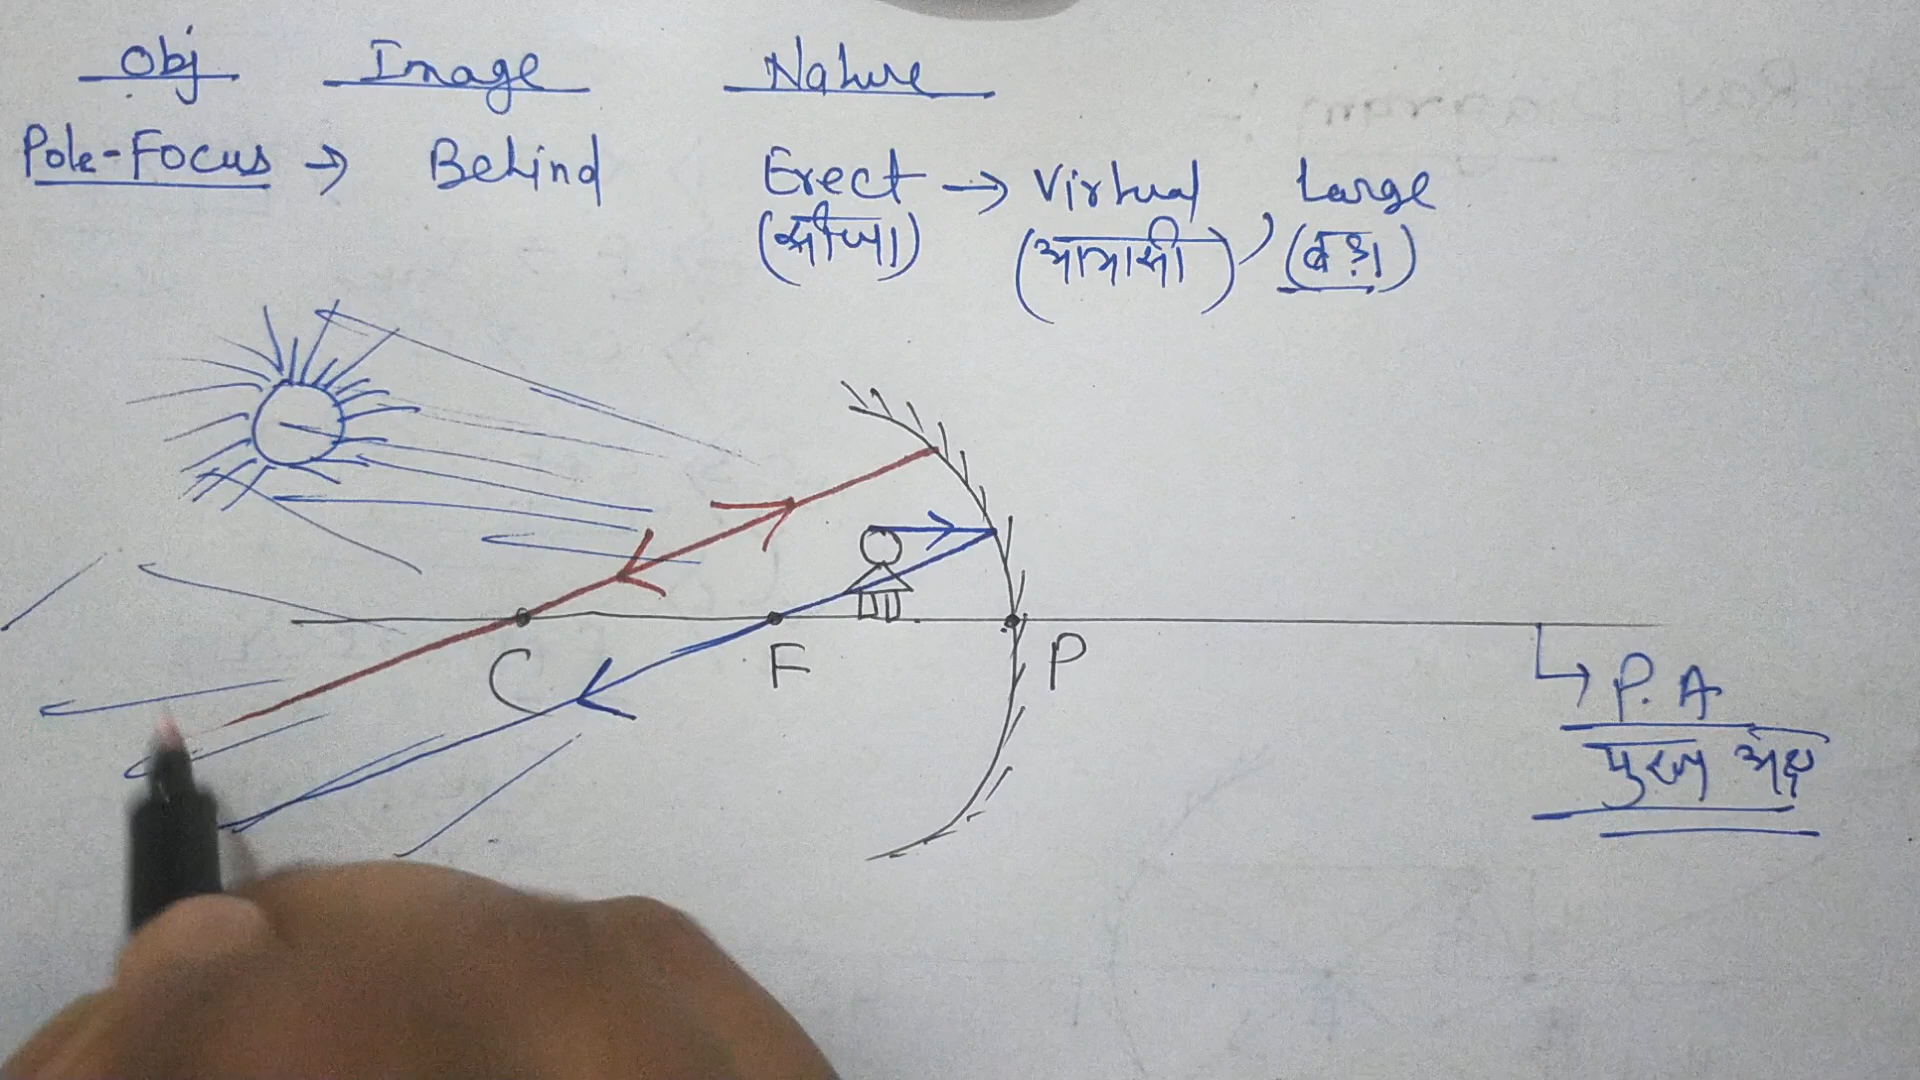 Obj Image Nature
Pole-Focus → Behind Erect → Virtual, Large
(सीधा) (आभासी) (बड़ा)
C F P
P.A
मुख्य अक्ष